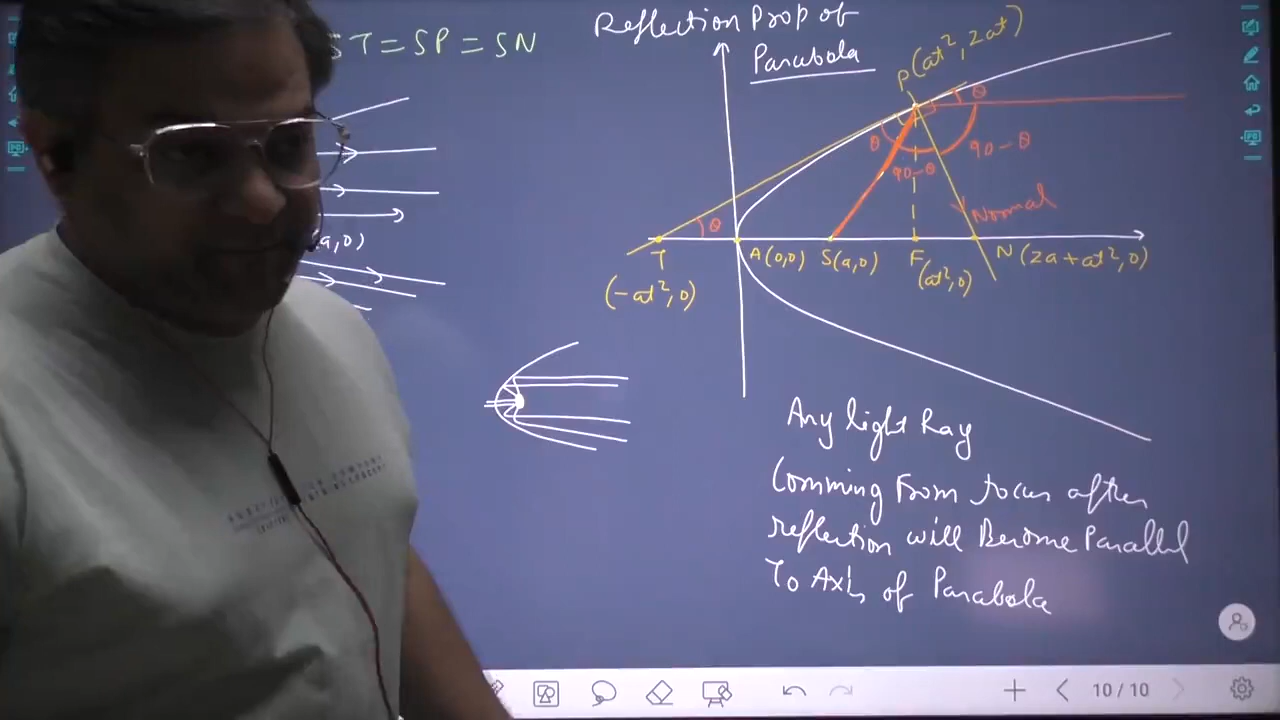 ST = SP = SN
Reflection Prop of
Parabola
P(at², 2at)
θ
θ
90-θ
90-θ
θ
Normal
a, 0)
T
A(0,0)
S(a,0)
F
N(2a+at²,0)
(-at²,0)
(at²,0)
Any light Ray
Comming From focus after
reflection will Become Parallel
To Axis of Parabola
10/10